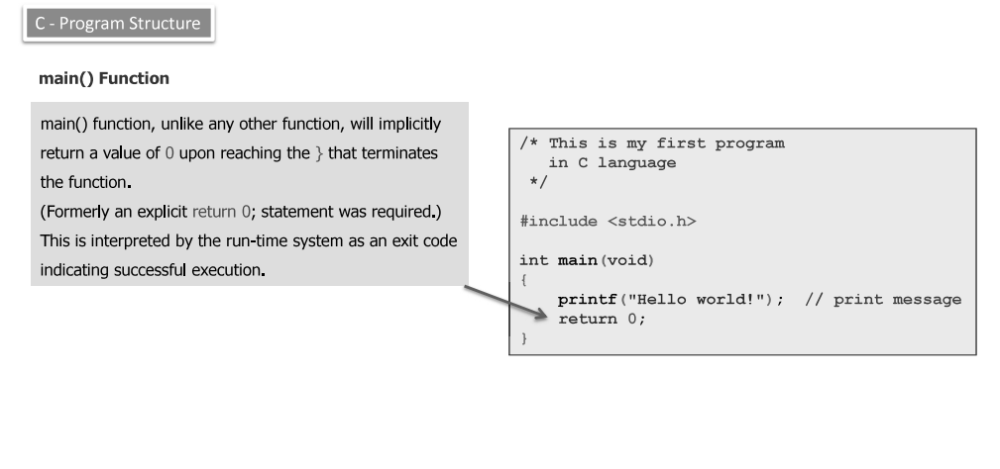 C - Program Structure
main() Function
main() function, unlike any other function, will implicitly
return a value of 0 upon reaching the } that terminates
the function.
(Formerly an explicit return 0; statement was required.)
This is interpreted by the run-time system as an exit code
indicating successful execution.
/* This is my first program
   in C language
 */
#include <stdio.h>
int main(void)
{
    printf("Hello world!");  // print message
    return 0;
}